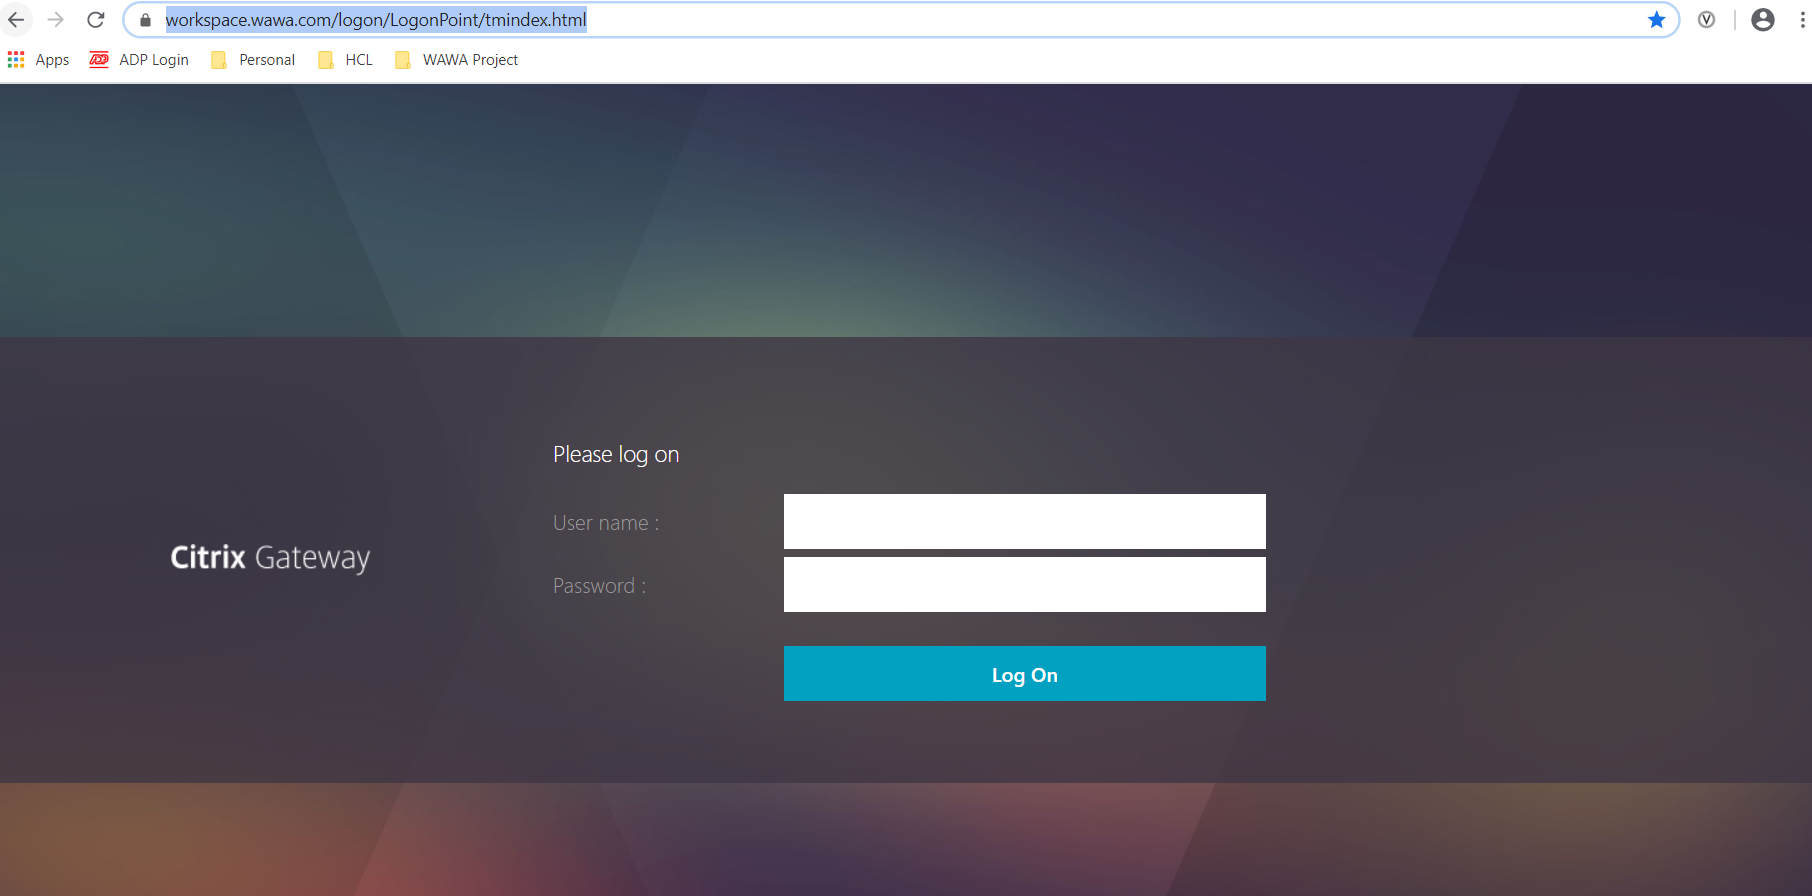 workspace.wawa.com/logon/LogonPoint/tmindex.html
Apps ADP ADP Login Personal HCL WAWA Project
Please log on
User name :
Citrix Gateway
Password :
Log On